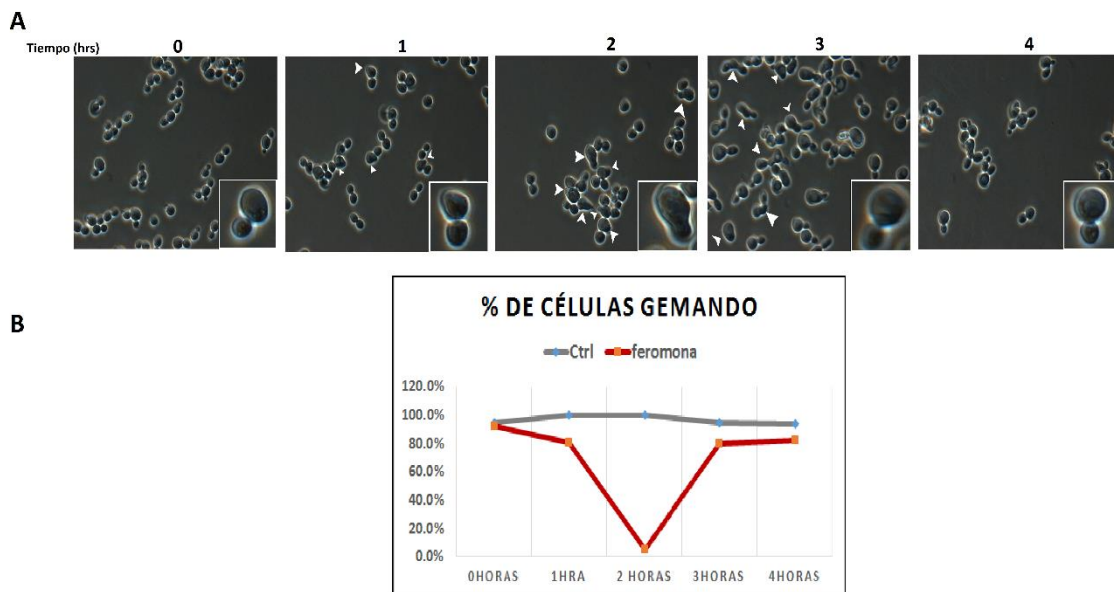 A
Tiempo (hrs) 0 1 2 3 4
B
% DE CÉLULAS GEMANDO
Ctrl feromona
120.0%
100.0%
80.0%
60.0%
40.0%
20.0%
0.0%
0HORAS 1HRA 2 HORAS 3HORAS 4HORAS